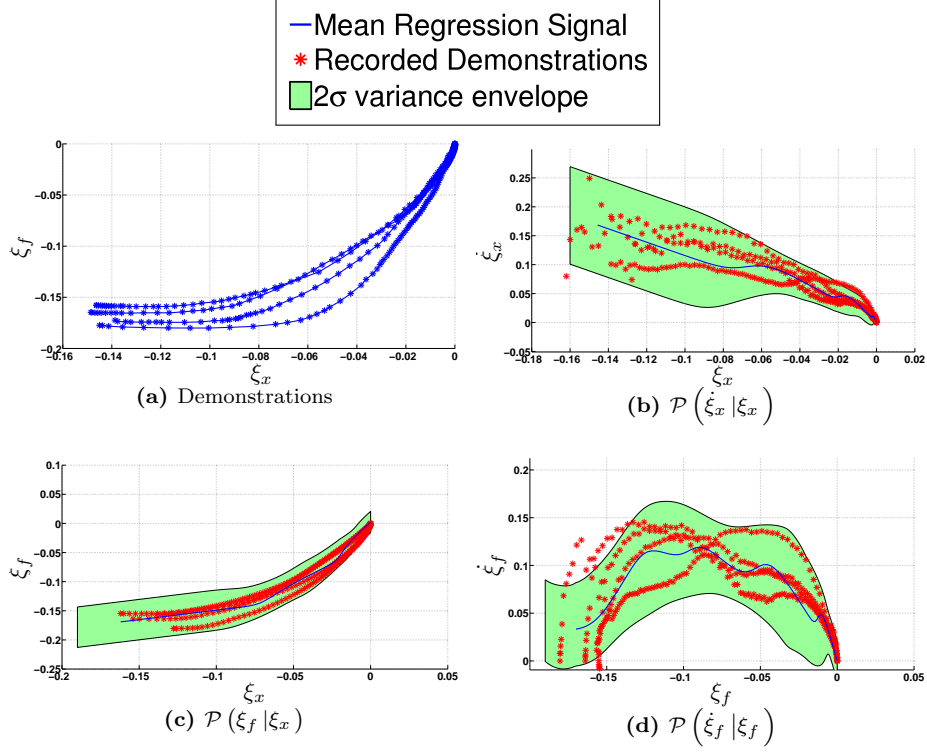 Mean Regression Signal
Recorded Demonstrations
2σ variance envelope
0
−0.05
−0.1
−0.15
−0.2
−0.16 −0.14 −0.12 −0.1 −0.08 −0.06 −0.04 −0.02 0
ξf
ξx
(a) Demonstrations
0.25
0.2
0.15
0.1
0.05
0
−0.05
−0.18 −0.16 −0.14 −0.12 −0.1 −0.08 −0.06 −0.04 −0.02 0 0.02
ξ̇x
ξx
(b) 𝒫 (ξ̇x |ξx)
0.1
0.05
0
−0.05
−0.1
−0.15
−0.2
−0.25
−0.2 −0.15 −0.1 −0.05 0 0.05
ξf
ξx
(c) 𝒫 (ξf |ξx)
0.2
0.15
0.1
0.05
0
−0.15 −0.1 −0.05 0 0.05
ξ̇f
ξf
(d) 𝒫 (ξ̇f |ξf)